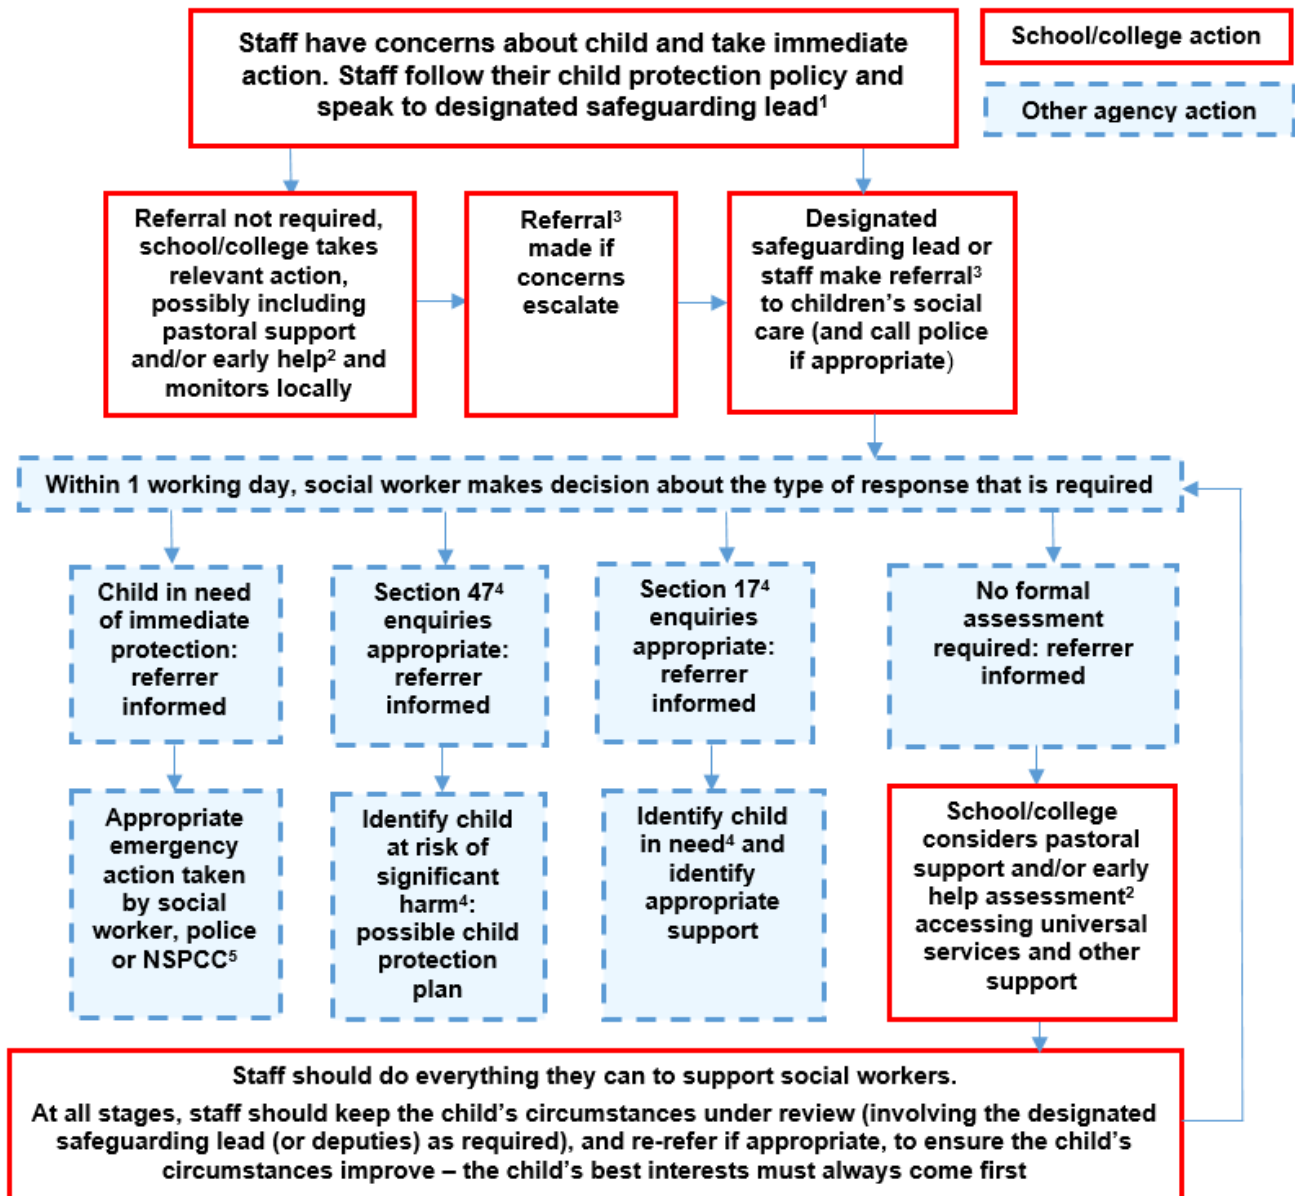 Staff have concerns about child and take immediate
action. Staff follow their child protection policy and
speak to designated safeguarding lead¹
School/college action
Other agency action
Referral not required,
school/college takes
relevant action,
possibly including
pastoral support
and/or early help² and
monitors locally
Referral³
made if
concerns
escalate
Designated
safeguarding lead or
staff make referral³
to children’s social
care (and call police
if appropriate)
Within 1 working day, social worker makes decision about the type of response that is required
Child in need
of immediate
protection:
referrer
informed
Section 47⁴
enquiries
appropriate:
referrer
informed
Section 17⁴
enquiries
appropriate:
referrer
informed
No formal
assessment
required: referrer
informed
Appropriate
emergency
action taken
by social
worker, police
or NSPCC⁵
Identify child
at risk of
significant
harm⁴:
possible child
protection
plan
Identify child
in need⁴ and
identify
appropriate
support
School/college
considers pastoral
support and/or early
help assessment²
accessing universal
services and other
support
Staff should do everything they can to support social workers.
At all stages, staff should keep the child’s circumstances under review (involving the designated
safeguarding lead (or deputies) as required), and re-refer if appropriate, to ensure the child’s
circumstances improve – the child’s best interests must always come first